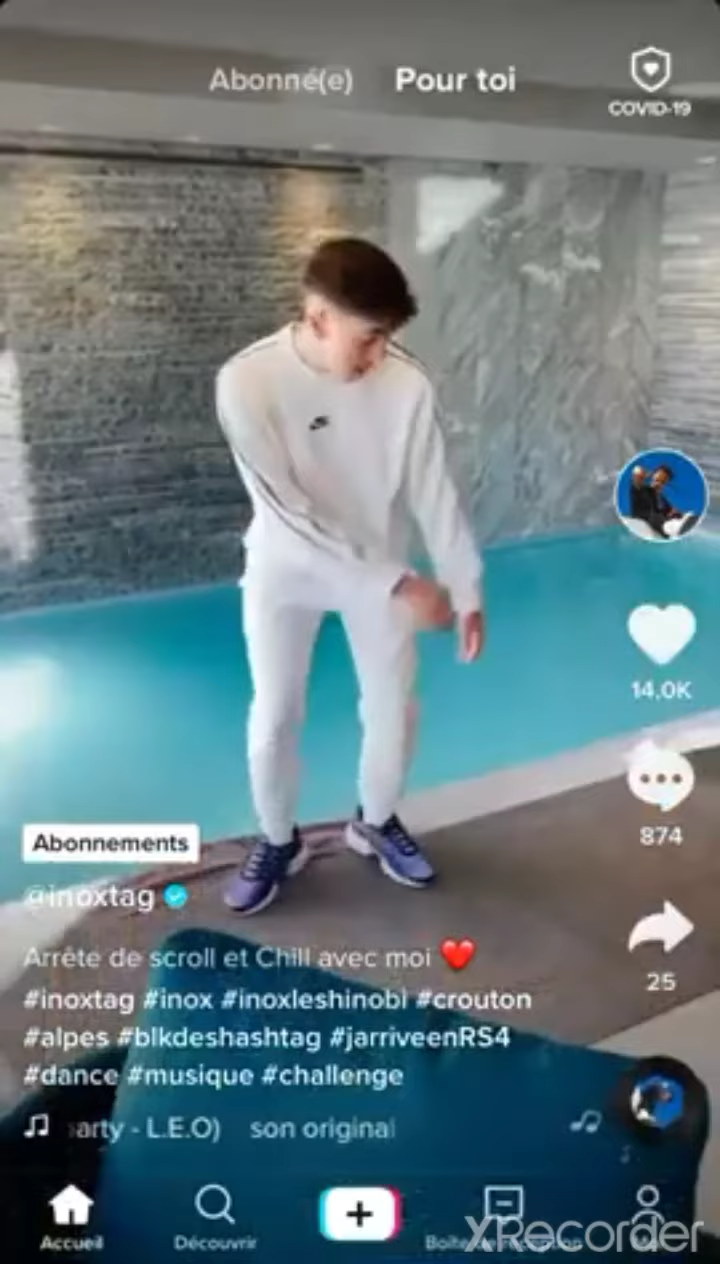 Abonné(e) Pour toi
COVID-19
14.0K
874
25
Abonnements
@inoxtag
Arrête de scroll et Chill avec moi ❤️
#inoxtag #inox #inoxleshinobi #crouton
#alpes #blkdeshashtag #jarriveenRS4
#dance #musique #challenge
arty - L.E.O) son original
Accueil Découvrir
XRecorder